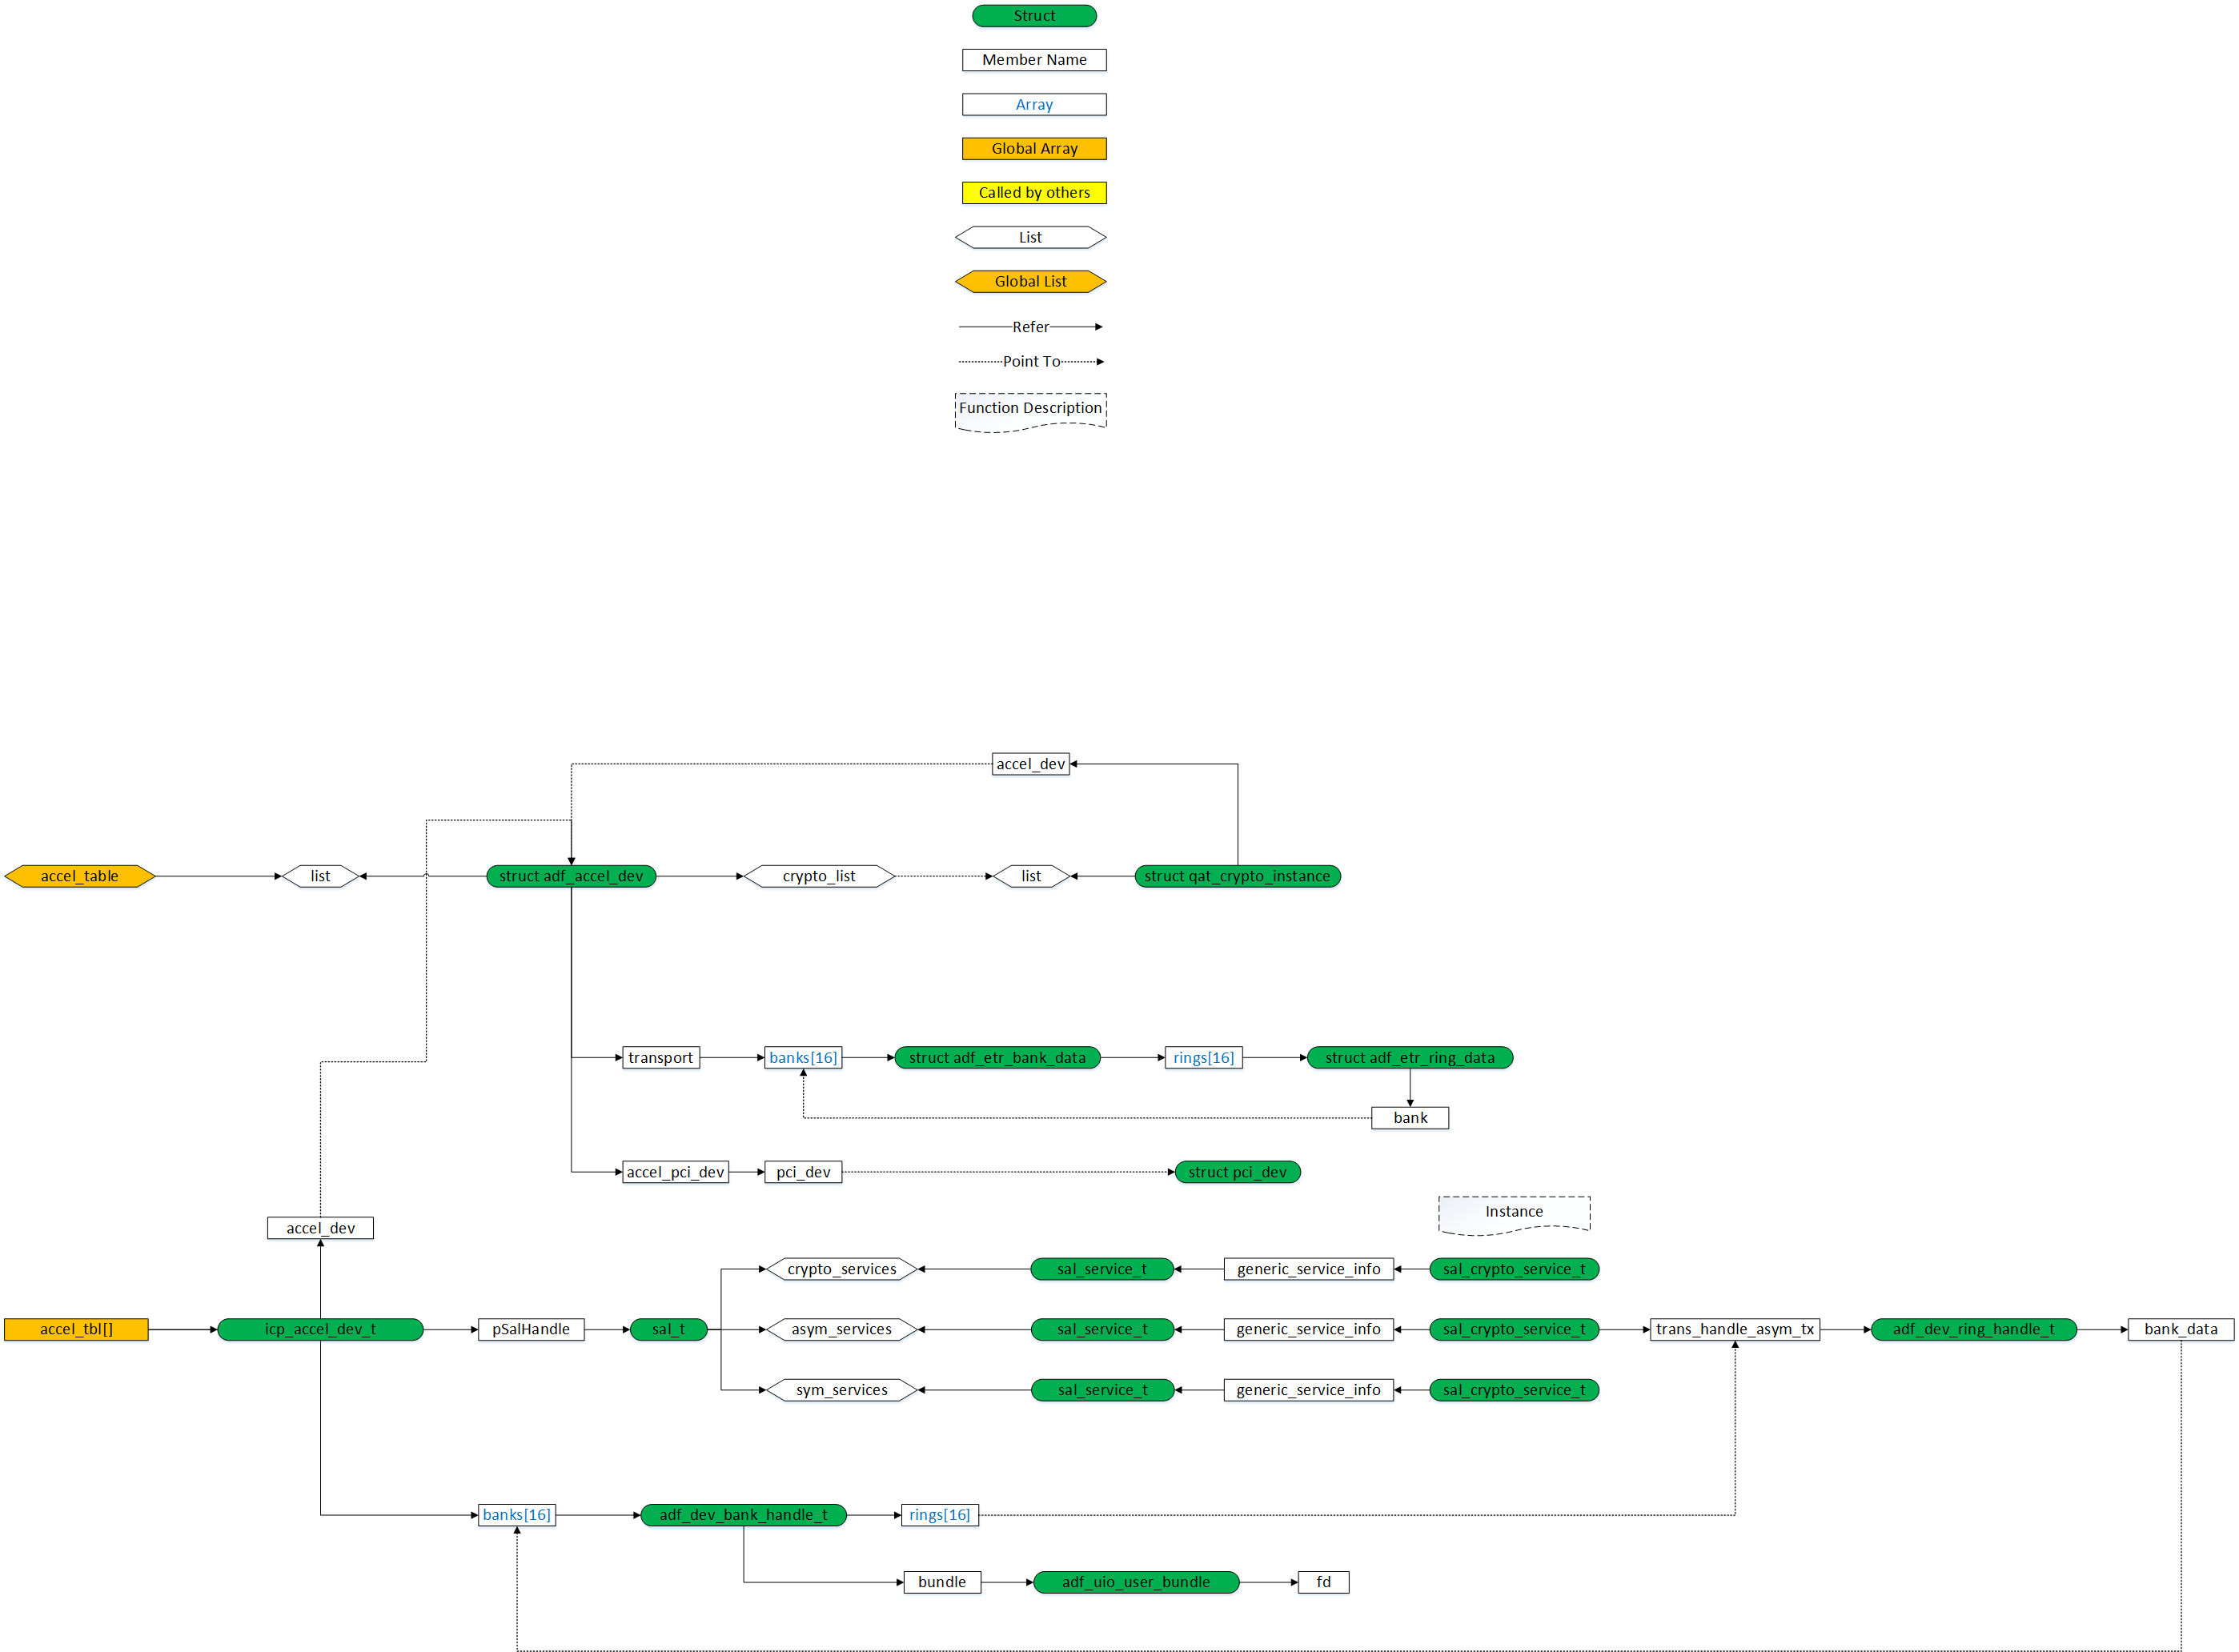 Struct
Member Name
Array
Global Array
Called by others
List
Global List
Refer
Point To
Function Description
accel_dev
accel_table
list
struct adf_accel_dev
crypto_list
list
struct qat_crypto_instance
transport
banks[16]
struct adf_etr_bank_data
rings[16]
struct adf_etr_ring_data
bank
accel_pci_dev
pci_dev
struct pci_dev
Instance
accel_dev
crypto_services
sal_service_t
generic_service_info
sal_crypto_service_t
accel_tbl[]
icp_accel_dev_t
pSalHandle
sal_t
asym_services
sal_service_t
generic_service_info
sal_crypto_service_t
trans_handle_asym_tx
adf_dev_ring_handle_t
bank_data
sym_services
sal_service_t
generic_service_info
sal_crypto_service_t
banks[16]
adf_dev_bank_handle_t
rings[16]
bundle
adf_uio_user_bundle
fd